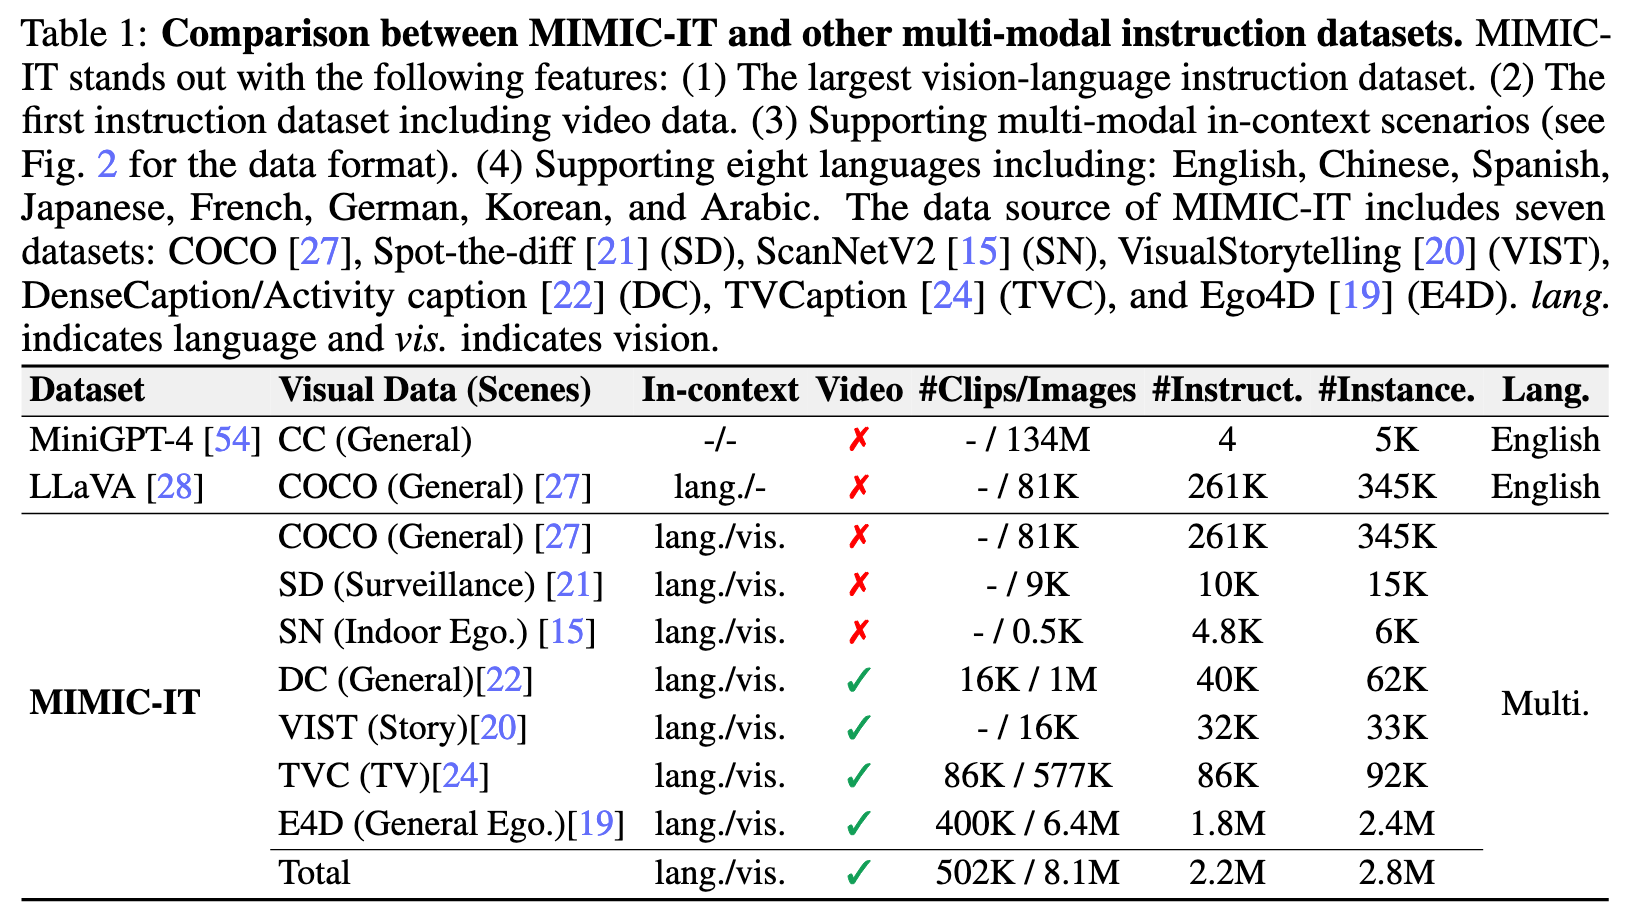 Table 1: Comparison between MIMIC-IT and other multi-modal instruction datasets. MIMIC-
IT stands out with the following features: (1) The largest vision-language instruction dataset. (2) The
first instruction dataset including video data. (3) Supporting multi-modal in-context scenarios (see
Fig. 2 for the data format). (4) Supporting eight languages including: English, Chinese, Spanish,
Japanese, French, German, Korean, and Arabic. The data source of MIMIC-IT includes seven
datasets: COCO [27], Spot-the-diff [21] (SD), ScanNetV2 [15] (SN), VisualStorytelling [20] (VIST),
DenseCaption/Activity caption [22] (DC), TVCaption [24] (TVC), and Ego4D [19] (E4D). lang.
indicates language and vis. indicates vision.
Dataset Visual Data (Scenes) In-context Video #Clips/Images #Instruct. #Instance. Lang.
MiniGPT-4 [54] CC (General) -/- ✗ - / 134M 4 5K English
LLaVA [28] COCO (General) [27] lang./- ✗ - / 81K 261K 345K English
COCO (General) [27] lang./vis. ✗ - / 81K 261K 345K
SD (Surveillance) [21] lang./vis. ✗ - / 9K 10K 15K
SN (Indoor Ego.) [15] lang./vis. ✗ - / 0.5K 4.8K 6K
DC (General)[22] lang./vis. ✓ 16K / 1M 40K 62K
MIMIC-IT Multi.
VIST (Story)[20] lang./vis. ✓ - / 16K 32K 33K
TVC (TV)[24] lang./vis. ✓ 86K / 577K 86K 92K
E4D (General Ego.)[19] lang./vis. ✓ 400K / 6.4M 1.8M 2.4M
Total lang./vis. ✓ 502K / 8.1M 2.2M 2.8M